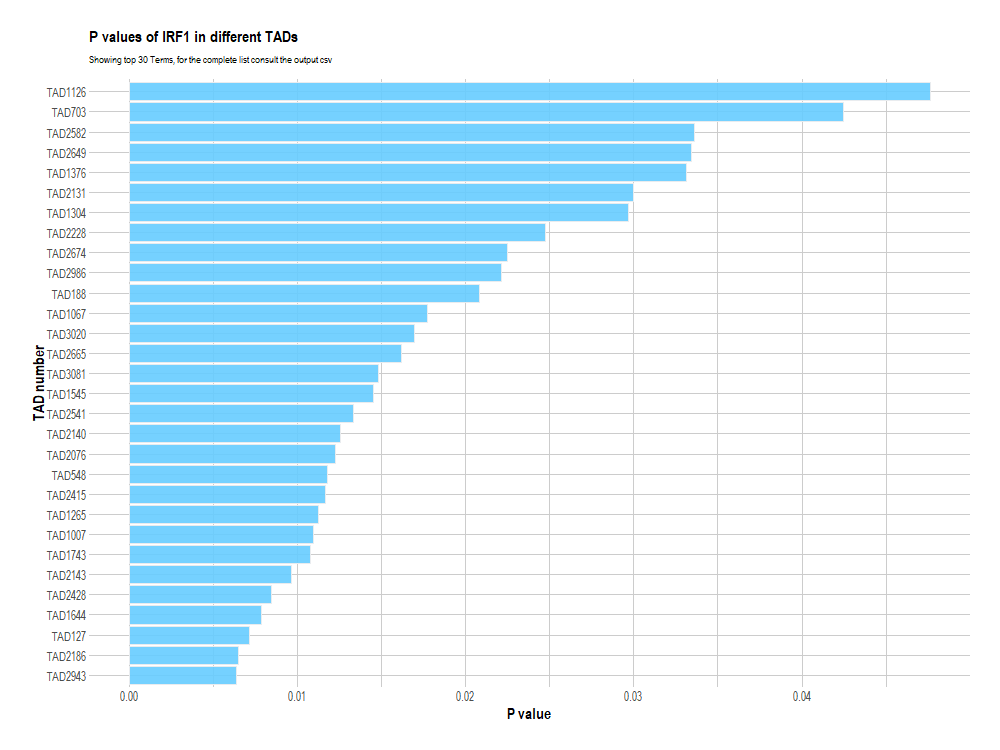 P values of IRF1 in different TADs
Showing top 30 Terms, for the complete list consult the output csv
TAD number
TAD1126
TAD703
TAD2582
TAD2649
TAD1376
TAD2131
TAD1304
TAD2228
TAD2674
TAD2986
TAD188
TAD1067
TAD3020
TAD2665
TAD3081
TAD1545
TAD2541
TAD2140
TAD2076
TAD548
TAD2415
TAD1265
TAD1007
TAD1743
TAD2143
TAD2428
TAD1644
TAD127
TAD2186
TAD2943
0.00 0.01 0.02 0.03 0.04
P value